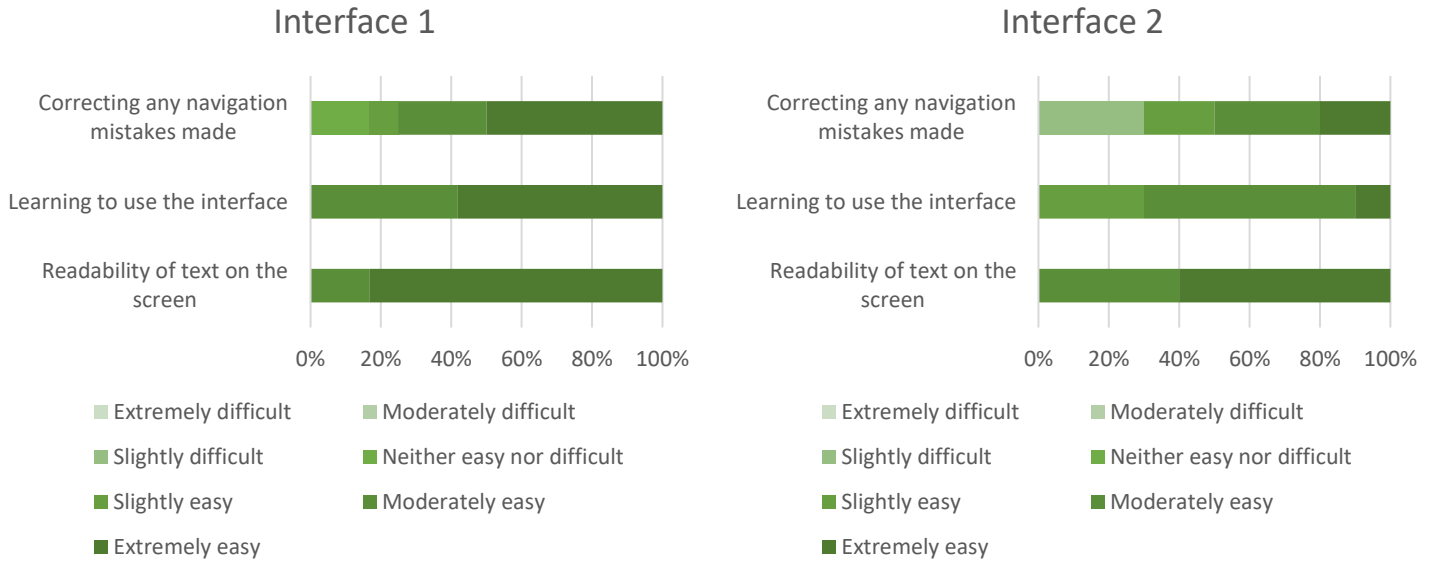 Interface 1
Correcting any navigation
mistakes made
Learning to use the interface
Readability of text on the
screen
0% 20% 40% 60% 80% 100%
Extremely difficult Moderately difficult
Slightly difficult Neither easy nor difficult
Slightly easy Moderately easy
Extremely easy
Interface 2
Correcting any navigation
mistakes made
Learning to use the interface
Readability of text on the
screen
0% 20% 40% 60% 80% 100%
Extremely difficult Moderately difficult
Slightly difficult Neither easy nor difficult
Slightly easy Moderately easy
Extremely easy